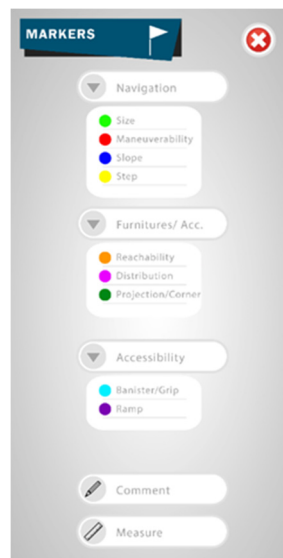 MARKERS
Navigation
Size
Maneuverability
Slope
Step
Furnitures/ Acc.
Reachability
Distribution
Projection/Corner
Accessibility
Banister/Grip
Ramp
Comment
Measure